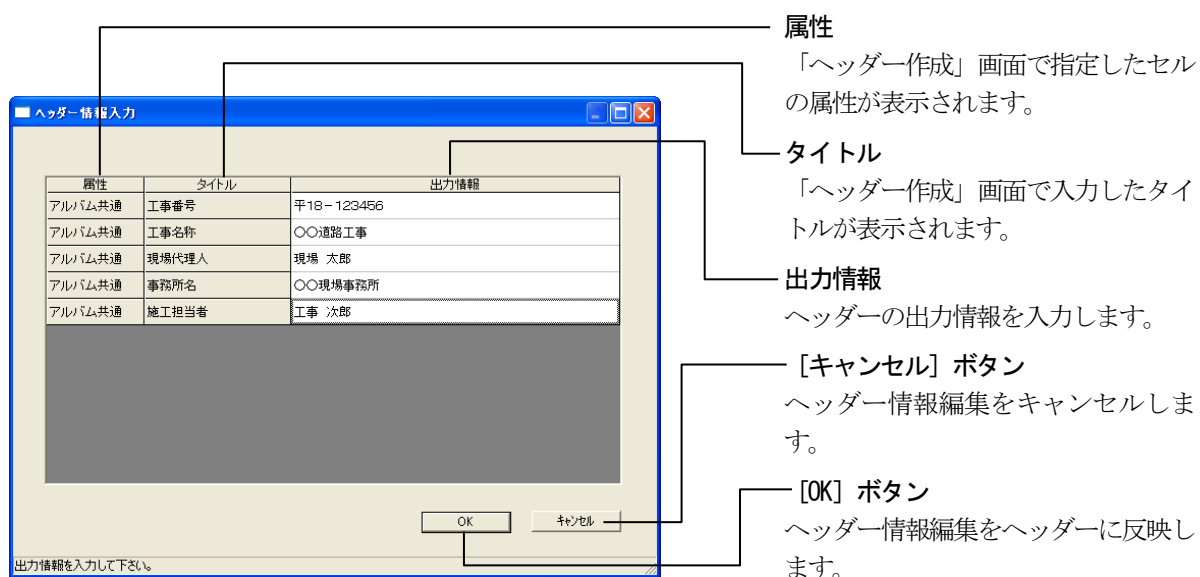 ヘッダー情報入力
属性 タイトル 出力情報
アルバム共通 工事番号 平18-123456
アルバム共通 工事名称 〇〇道路工事
アルバム共通 現場代理人 現場 太郎
アルバム共通 事務所名 〇〇現場事務所
アルバム共通 施工担当者 工事 次郎
OK キャンセル
出力情報を入力して下さい。
属性
「ヘッダー作成」画面で指定したセル
の属性が表示されます。
タイトル
「ヘッダー作成」画面で入力したタイ
トルが表示されます。
出力情報
ヘッダーの出力情報を入力します。
[キャンセル] ボタン
ヘッダー情報編集をキャンセルしま
す。
[OK] ボタン
ヘッダー情報編集をヘッダーに反映し
ます。